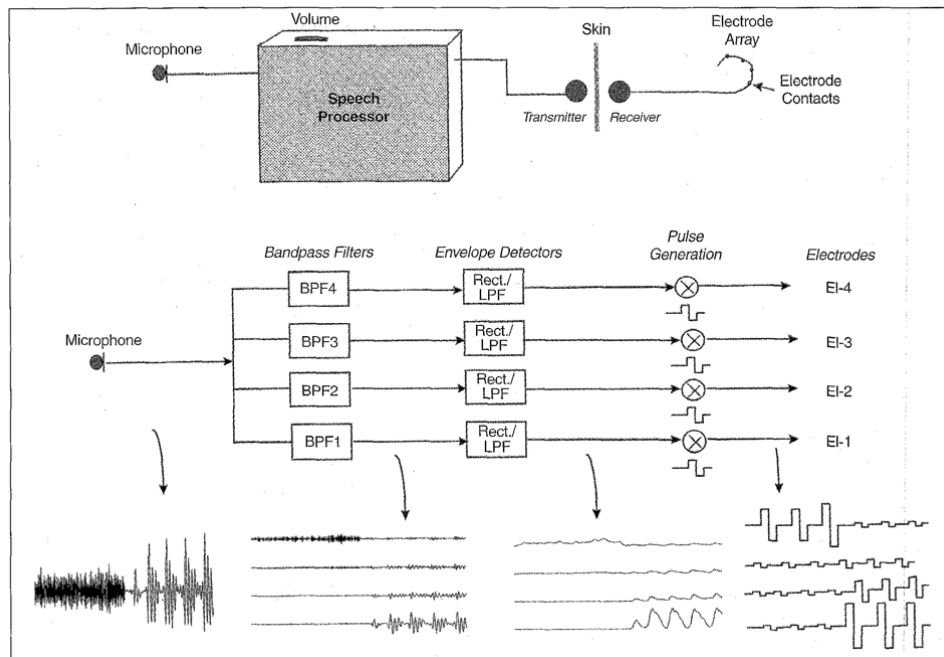 Volume
Microphone
Skin
Electrode
Array
Speech
Processor
Electrode
Contacts
Transmitter
Receiver
Bandpass Filters
Envelope Detectors
Pulse
Generation
Electrodes
BPF4
Rect./
LPF
El-4
Microphone
BPF3
Rect./
LPF
El-3
BPF2
Rect./
LPF
El-2
BPF1
Rect./
LPF
El-1